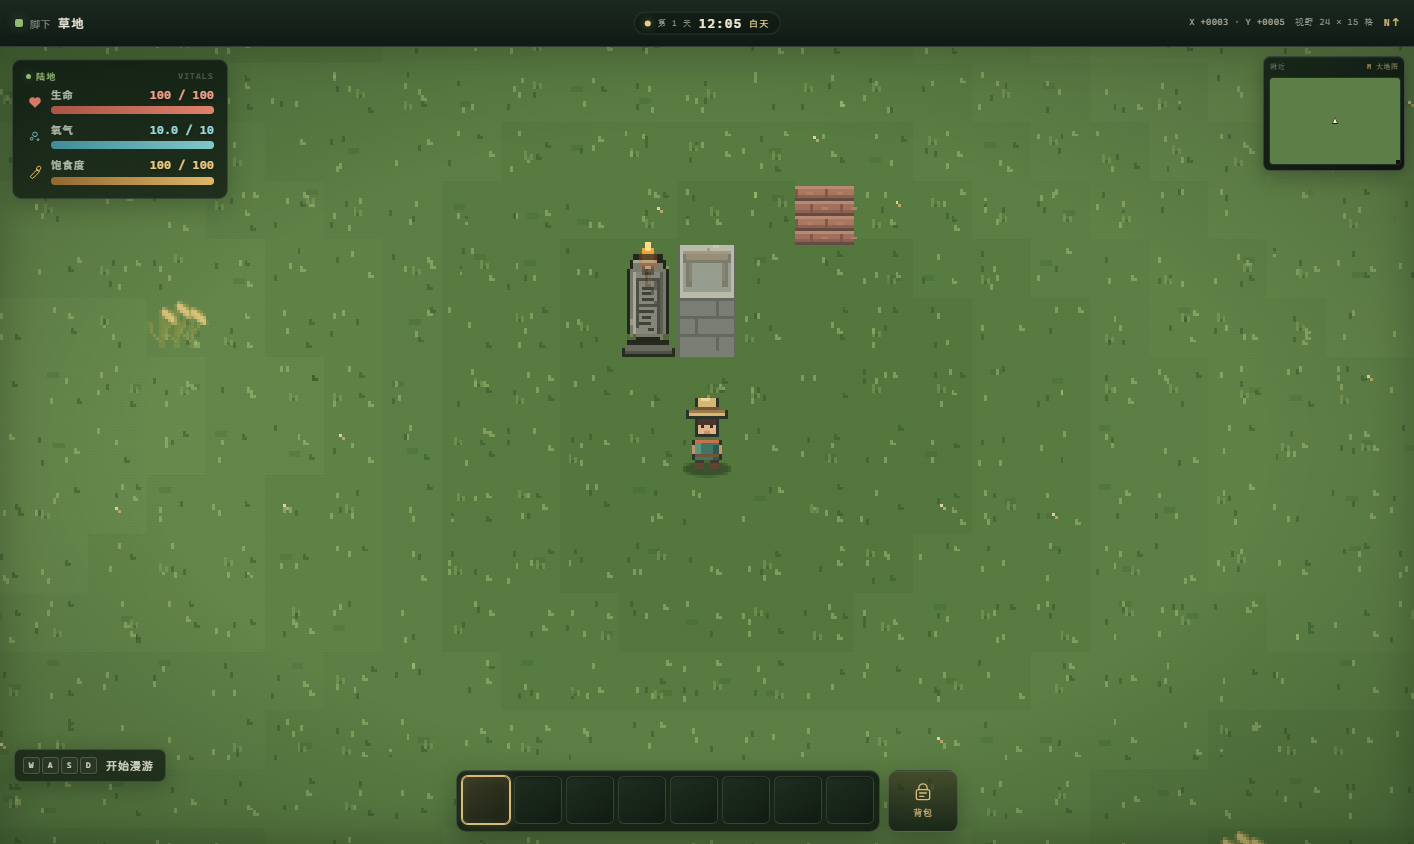 脚下 草地
第 1 天 12:05 白天
X +0003 · Y +0005 视野 24 × 15 格 N↑
陆地 VITALS
生命 100 / 100
氧气 10.0 / 10
饱食度 100 / 100
附近 M 大地图
W A S D 开始漫游
背包